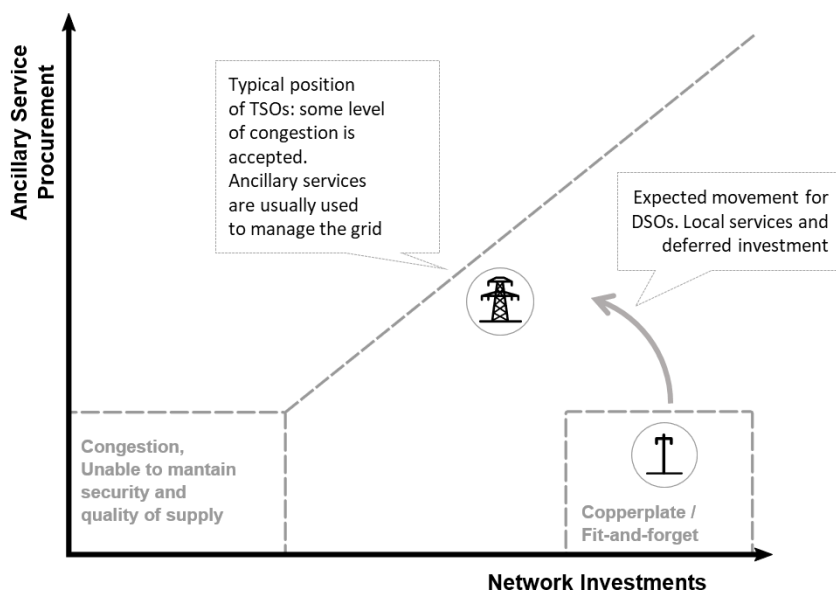 Ancillary Service
Procurement
Typical position
of TSOs: some level
of congestion is
accepted.
Ancillary services
are usually used
to manage the grid
Expected movement for
DSOs. Local services and
deferred investment
Congestion,
Unable to mantain
security and
quality of supply
Copperplate /
Fit-and-forget
Network Investments